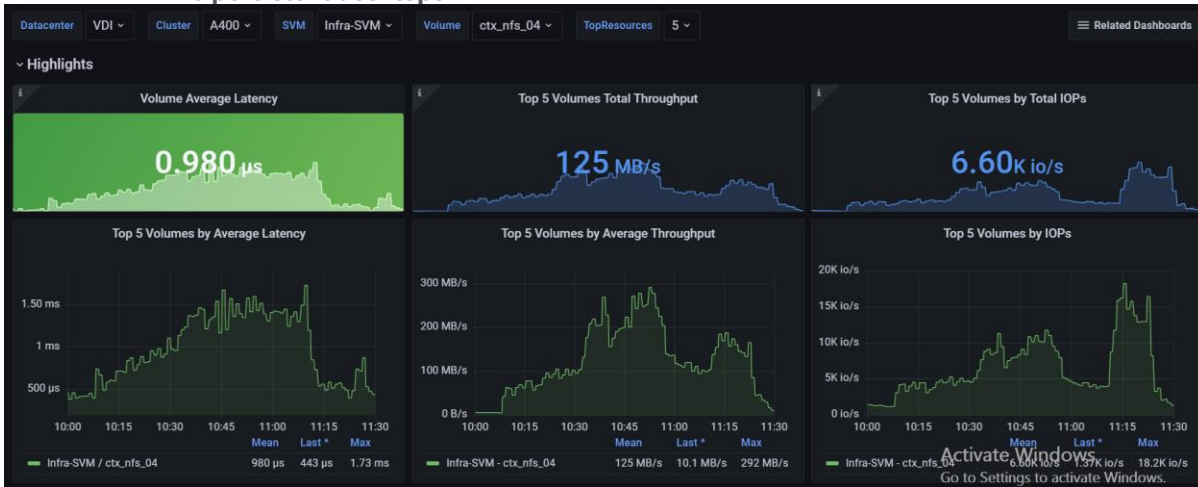 Datacenter VDI Cluster A400 SVM Infra-SVM Volume ctx_nfs_04 TopResources 5 Related Dashboards
Highlights
Volume Average Latency
0.980 µs
Top 5 Volumes Total Throughput
125 MB/s
Top 5 Volumes by Total IOPs
6.60K io/s
Top 5 Volumes by Average Latency
1.50 ms
1 ms
500 µs
10:00 10:15 10:30 10:45 11:00 11:15 11:30
Mean Last * Max
Infra-SVM / ctx_nfs_04 980 µs 443 µs 1.73 ms
Top 5 Volumes by Average Throughput
300 MB/s
200 MB/s
100 MB/s
0 B/s
10:00 10:15 10:30 10:45 11:00 11:15 11:30
Mean Last * Max
Infra-SVM - ctx_nfs_04 125 MB/s 10.1 MB/s 292 MB/s
Top 5 Volumes by IOPs
20K io/s
15K io/s
10K io/s
5K io/s
0 io/s
10:00 10:15 10:30 10:45 11:00 11:15 11:30
Mean Last * Max
Infra-SVM - ctx_nfs_04 6.60K io/s 1.37K io/s 18.2K io/s
Activate Windows
Go to Settings to activate Windows.